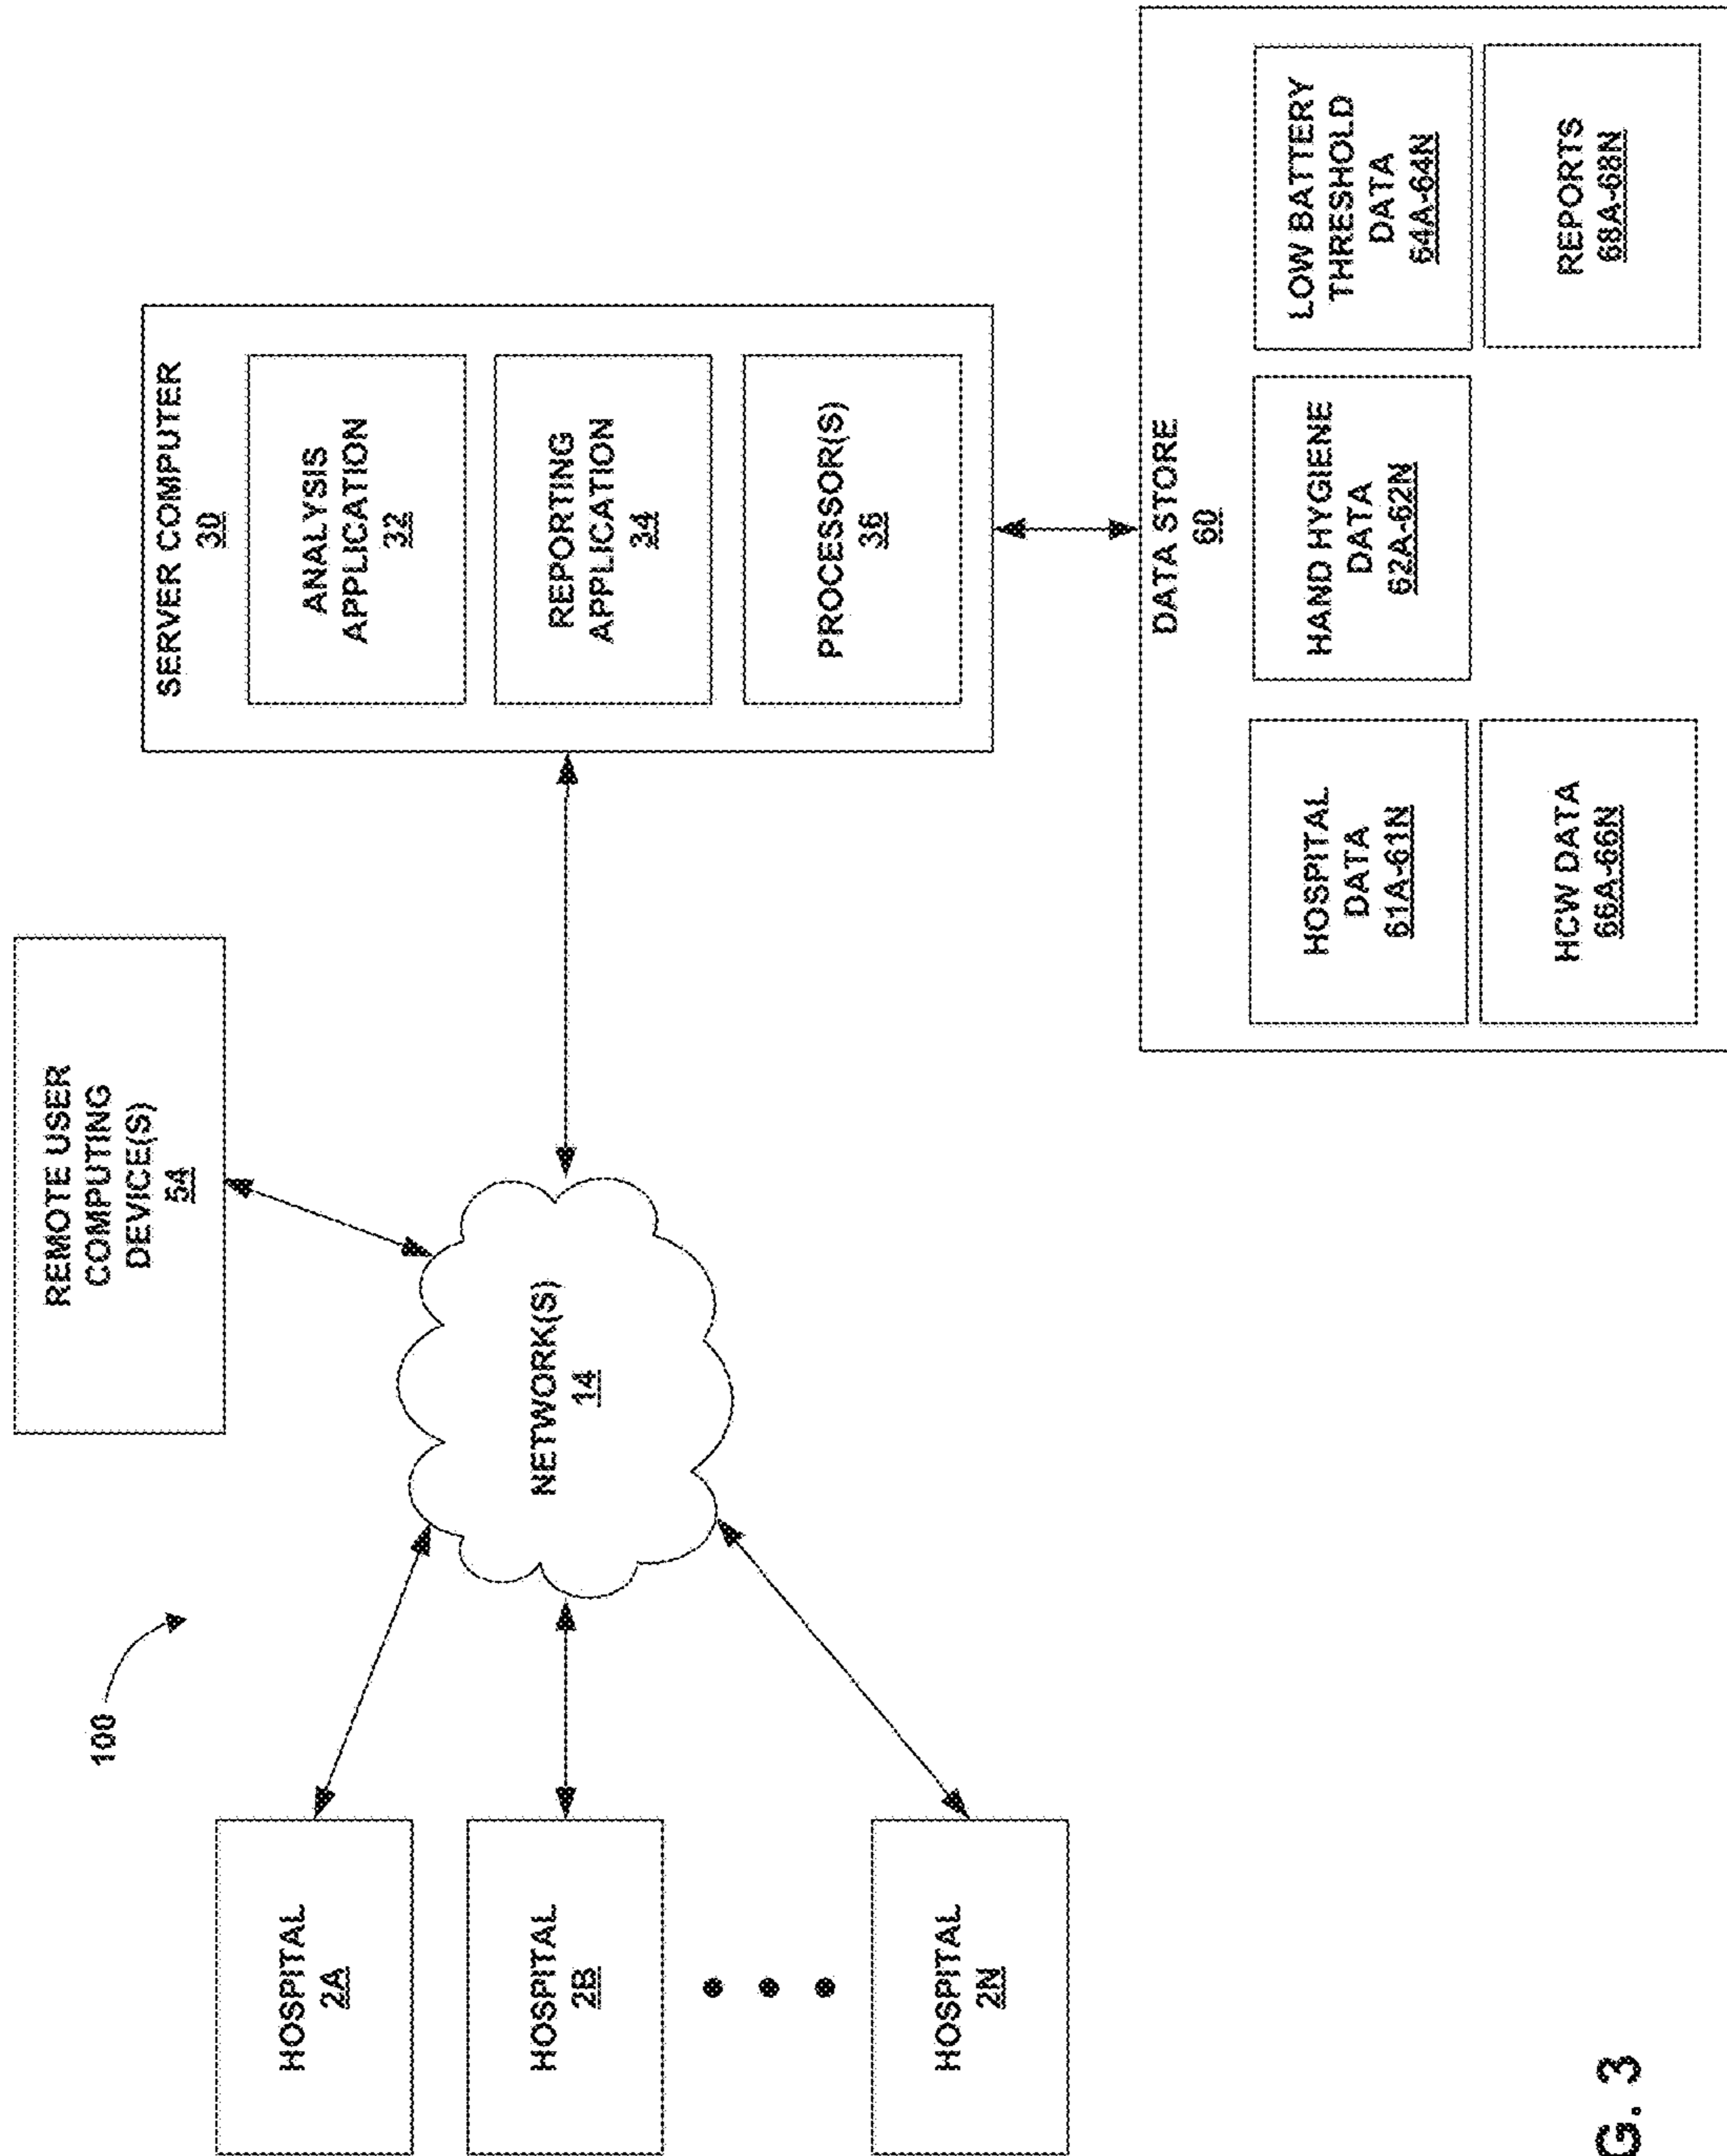 100
REMOTE USER
COMPUTING
DEVICE(S)
54
HOSPITAL
2A
HOSPITAL
2B
HOSPITAL
2N
NETWORK(S)
14
SERVER COMPUTER
30
ANALYSIS
APPLICATION
32
REPORTING
APPLICATION
34
PROCESSOR(S)
36
DATA STORE
60
HOSPITAL
DATA
61A-61N
HAND HYGIENE
DATA
62A-62N
LOW BATTERY
THRESHOLD
DATA
64A-64N
HCW DATA
66A-66N
REPORTS
68A-68N
G. 3